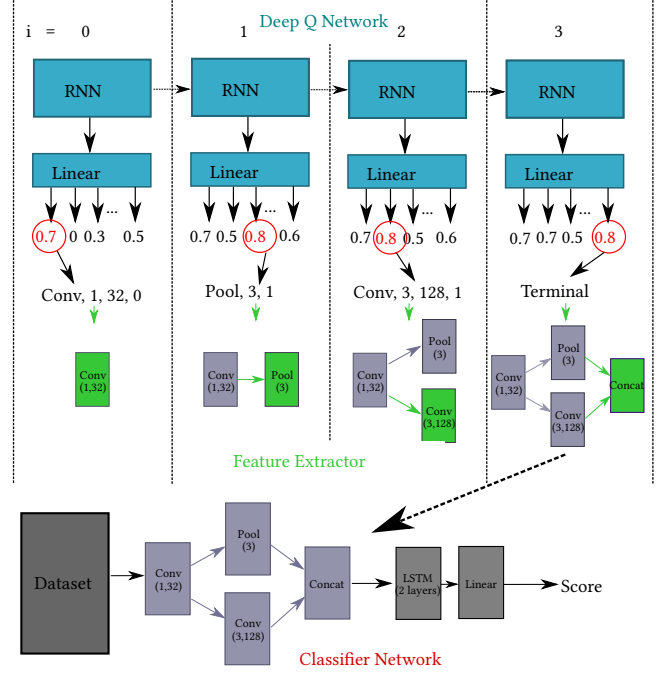 Deep Q Network
i = 0 1 2 3
RNN RNN RNN RNN
Linear Linear Linear Linear
... ... ... ...
0.7 0 0.3 0.5 0.7 0.5 0.8 0.6 0.7 0.8 0.5 0.6 0.7 0.7 0.5 0.8
Conv, 1, 32, 0 Pool, 3, 1 Conv, 3, 128, 1 Terminal
Conv
(1,32)
Conv
(1,32)
Pool
(3)
Conv
(1,32)
Pool
(3)
Conv
(3,128)
Conv
(1,32)
Pool
(3)
Conv
(3,128)
Concat
Feature Extractor
Dataset
Conv
(1,32)
Pool
(3)
Conv
(3,128)
Concat
LSTM
(2 layers)
Linear
Score
Classifier Network